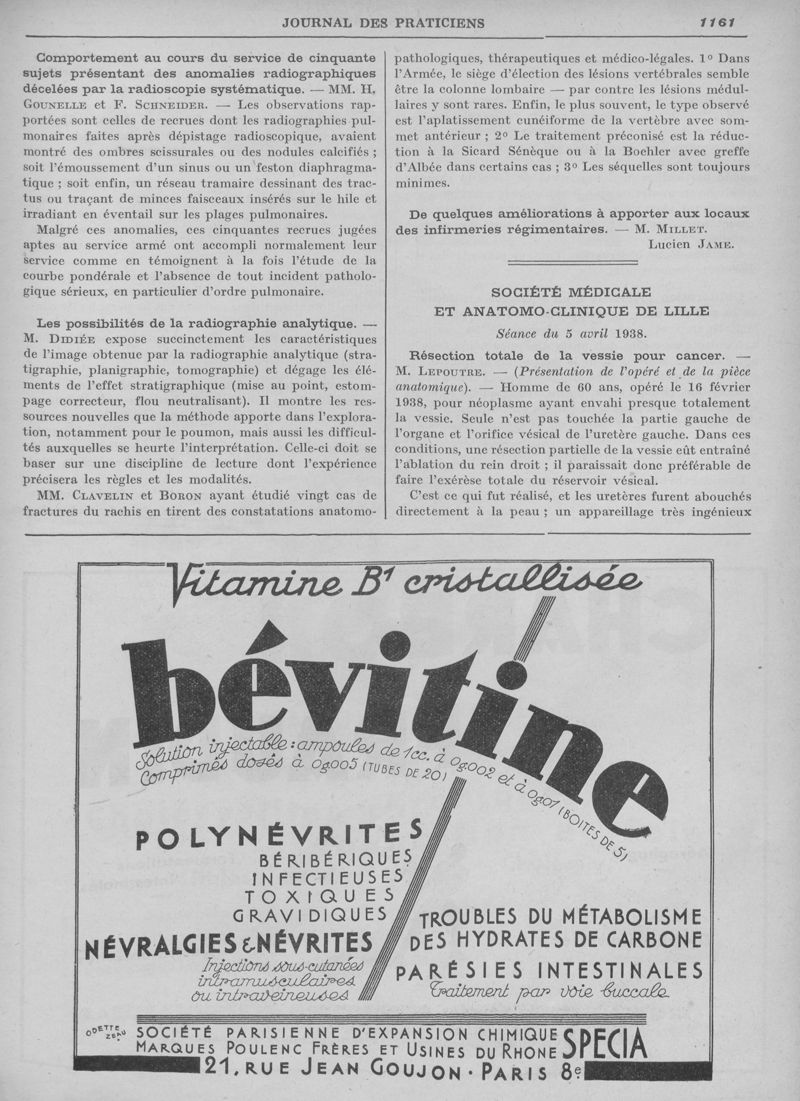 JOURNAL DES PRATICIENS 1161
Comportement au cours du service de cinquante
sujets présentant des anomalies radiographiques
décelées par la radioscopie systématique. — MM. H.
GOUNELLE et F. SCHNEIDER. — Les observations rap-
portées sont celles de recrues dont les radiographies pul-
monaires faites après dépistage radioscopique, avaient
montré des ombres scissurales ou des nodules calcifiés ;
soit l'émoussement d'un sinus ou un feston diaphragma-
tique ; soit enfin, un réseau tramaire dessinant des trac-
tus ou traçant de minces faisceaux insérés sur le hile et
irradiant en éventail sur les plages pulmonaires.
Malgré ces anomalies, ces cinquantes recrues jugées
aptes au service armé ont accompli normalement leur
service comme en témoignent à la fois l'étude de la
courbe pondérale et l'absence de tout incident patholo-
gique sérieux, en particulier d'ordre pulmonaire.
Les possibilités de la radiographie analytique. —
M. DIDIÉE expose succinctement les caractéristiques
de l'image obtenue par la radiographie analytique (stra-
tigraphie, planigraphie, tomographie) et dégage les élé-
ments de l'effet stratigraphique (mise au point, estom-
page correcteur, flou neutralisant). Il montre les res-
sources nouvelles que la méthode apporte dans l'explora-
tion, notamment pour le poumon, mais aussi les difficul-
tés auxquelles se heurte l'interprétation. Celle-ci doit se
baser sur une discipline de lecture dont l'expérience
précisera les règles et les modalités.
MM. CLAVELIN et BORON ayant étudié vingt cas de
fractures du rachis en tirent des constatations anatomo-
pathologiques, thérapeutiques et médico-légales. 1° Dans
l'Armée, le siège d'élection des lésions vertébrales semble
être la colonne lombaire — par contre les lésions médul-
laires y sont rares. Enfin, le plus souvent, le type observé
est l'aplatissement cunéiforme de la vertèbre avec som-
met antérieur ; 2° Le traitement préconisé est la réduc-
tion à la Sicard Sénèque ou à la Boehler avec greffe
d'Albée dans certains cas ; 3° Les séquelles sont toujours
minimes.
De quelques améliorations à apporter aux locaux
des infirmeries régimentaires. — M. MILLET.
Lucien JAME.
SOCIÉTÉ MÉDICALE
ET ANATOMO-CLINIQUE DE LILLE
Séance du 5 avril 1938.
Résection totale de la vessie pour cancer. —
M. LEPOUTRE. — (Présentation de l'opéré et de la pièce
anatomique). — Homme de 60 ans, opéré le 16 février
1938, pour néoplasme ayant envahi presque totalement
la vessie. Seule n'est pas touchée la partie gauche de
l'organe et l'orifice vésical de l'uretère gauche. Dans ces
conditions, une résection partielle de la vessie eût entraîné
l'ablation du rein droit ; il paraissait donc préférable de
faire l'exérèse totale du réservoir vésical.
C'est ce qui fut réalisé, et les uretères furent abouchés
directement à la peau ; un appareillage très ingénieux
Vitamine B1 cristallisée
bévitine
Solution injectable : ampoules de 1cc. à 0g002 et à 0g01 (BOITES DE 5)
Comprimés dosés à 0g005 (TUBES DE 20)
POLYNÉVRITES
BÉRIBÉRIQUES
INFECTIEUSES
TOXIQUES
GRAVIDIQUES
NÉVRALGIES & NÉVRITES
Injections sous-cutanées
intramusculaires
ou intraveineuses
TROUBLES DU MÉTABOLISME
DES HYDRATES DE CARBONE
PARÉSIES INTESTINALES
Traitement par voie buccale
ODETTE
ZEAU
SOCIÉTÉ PARISIENNE D'EXPANSION CHIMIQUE
MARQUES POULENC FRÈRES ET USINES DU RHONE SPECIA
21, RUE JEAN GOUJON · PARIS 8e